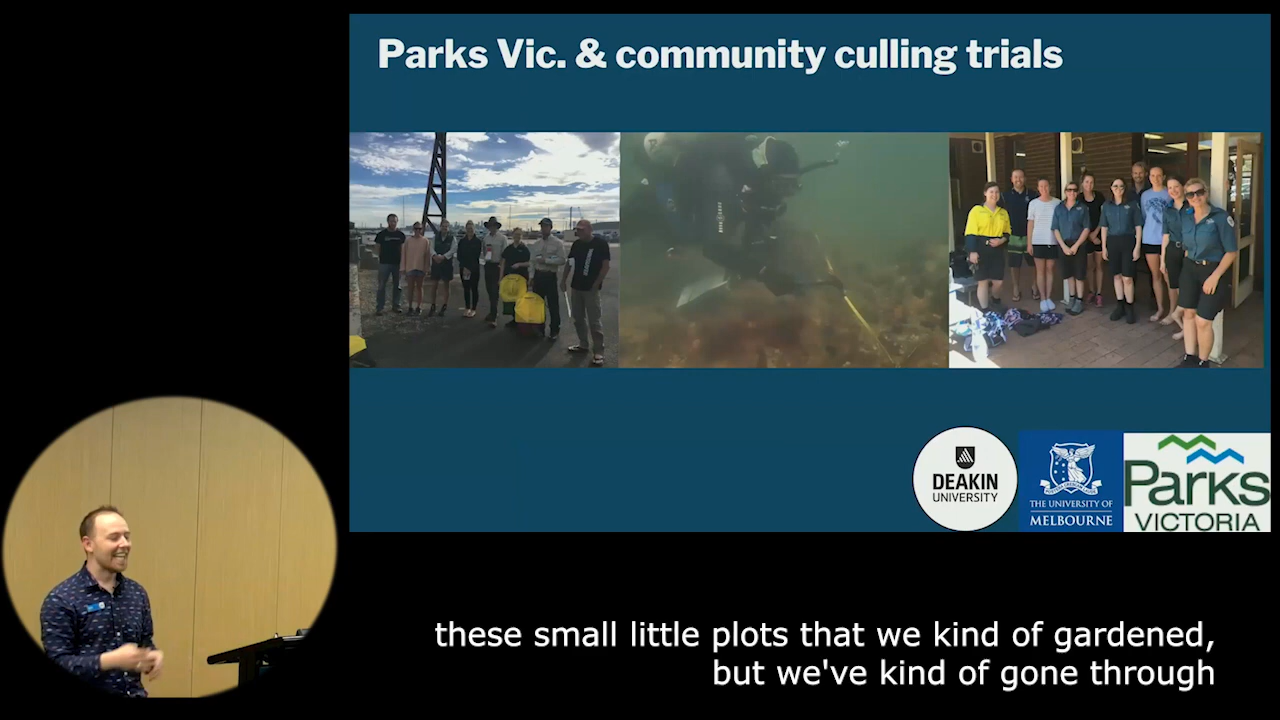 Parks Vic. & community culling trials
DEAKIN
UNIVERSITY
THE UNIVERSITY OF
MELBOURNE
Parks
VICTORIA
these small little plots that we kind of gardened,
but we've kind of gone through